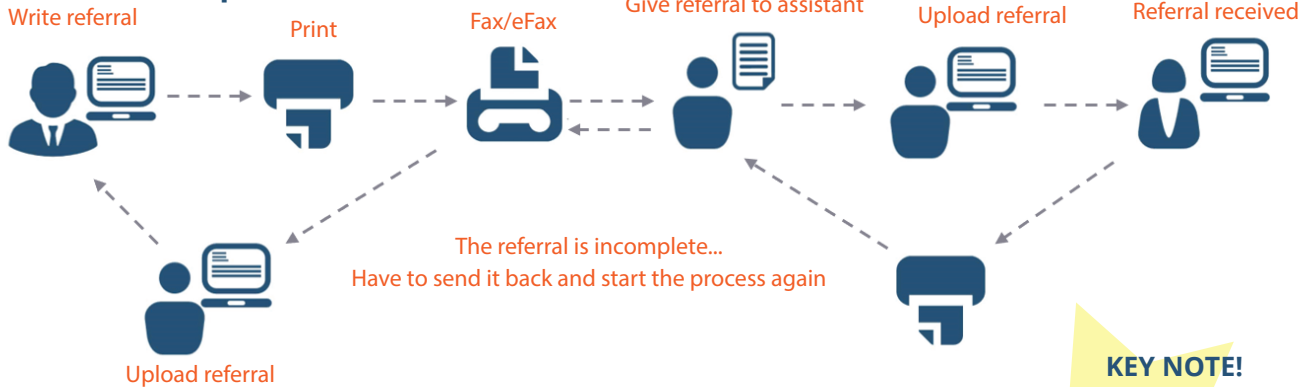 Write referral
Print
Fax/eFax
Give referral to assistant
Upload referral
Referral received
The referral is incomplete...
Have to send it back and start the process again
Upload referral
KEY NOTE!